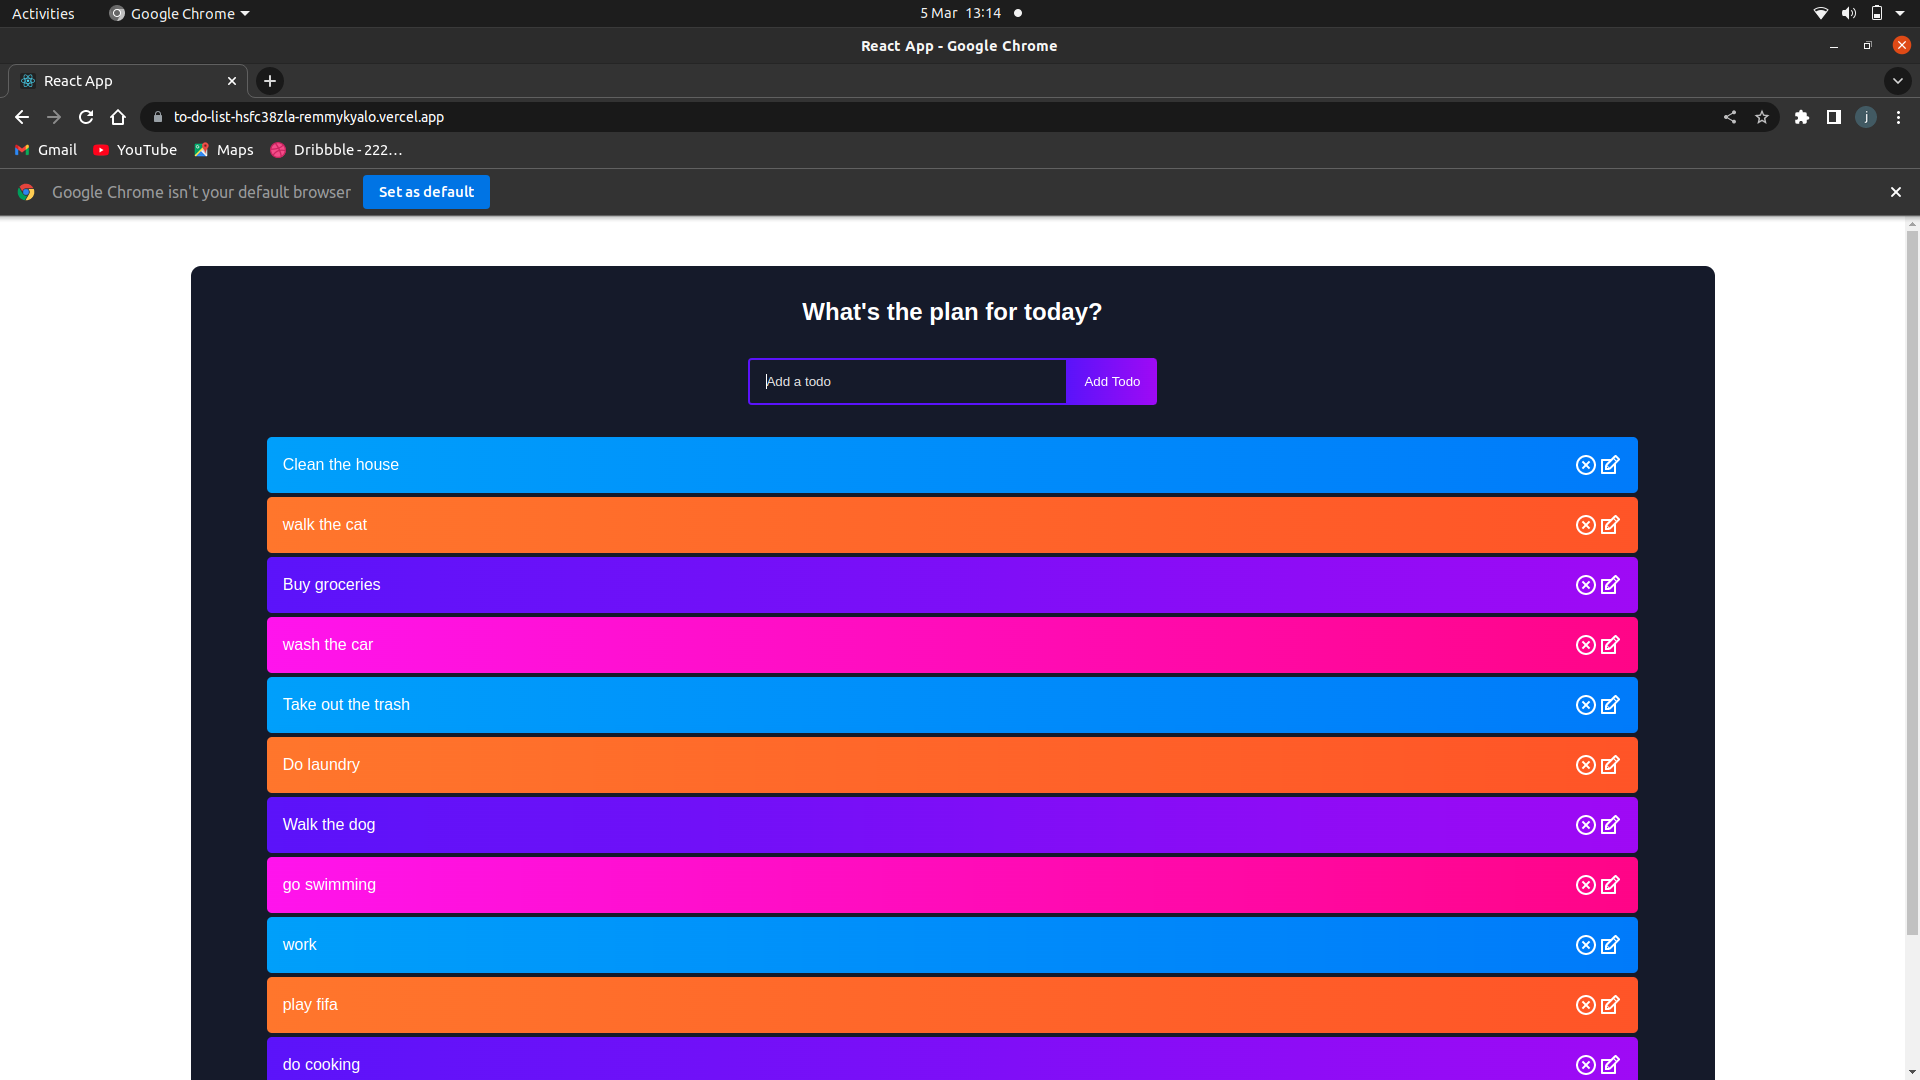 Activities Google Chrome 5 Mar 13:14
React App - Google Chrome
React App
to-do-list-hsfc38zla-remmykyalo.vercel.app j
Gmail YouTube Maps Dribbble - 222...
Google Chrome isn't your default browser Set as default
What's the plan for today?
Add a todo Add Todo
Clean the house
walk the cat
Buy groceries
wash the car
Take out the trash
Do laundry
Walk the dog
go swimming
work
play fifa
do cooking